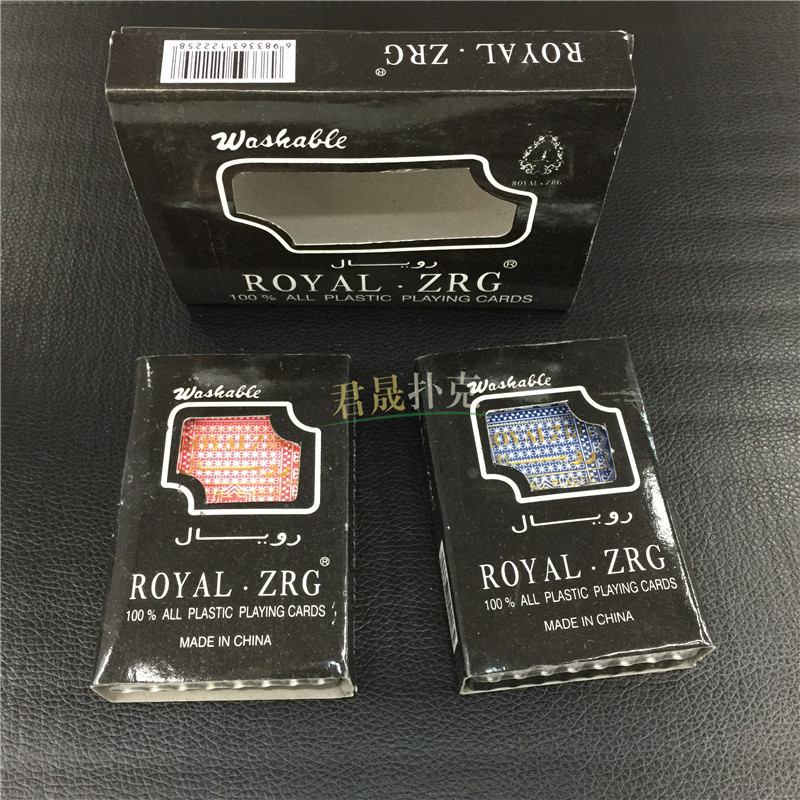 6983363122258
ROYAL · ZRG
®
Washable
ROYAL · ZRG
رويال
ROYAL · ZRG®
100 % ALL PLASTIC PLAYING CARDS
君晟扑克
Washable
رويال
ROYAL · ZRG®
100 % ALL PLASTIC PLAYING CARDS
MADE IN CHINA
Washable
رويال
ROYAL · ZRG
100 % ALL PLASTIC PLAYING CARDS
MADE IN CHINA